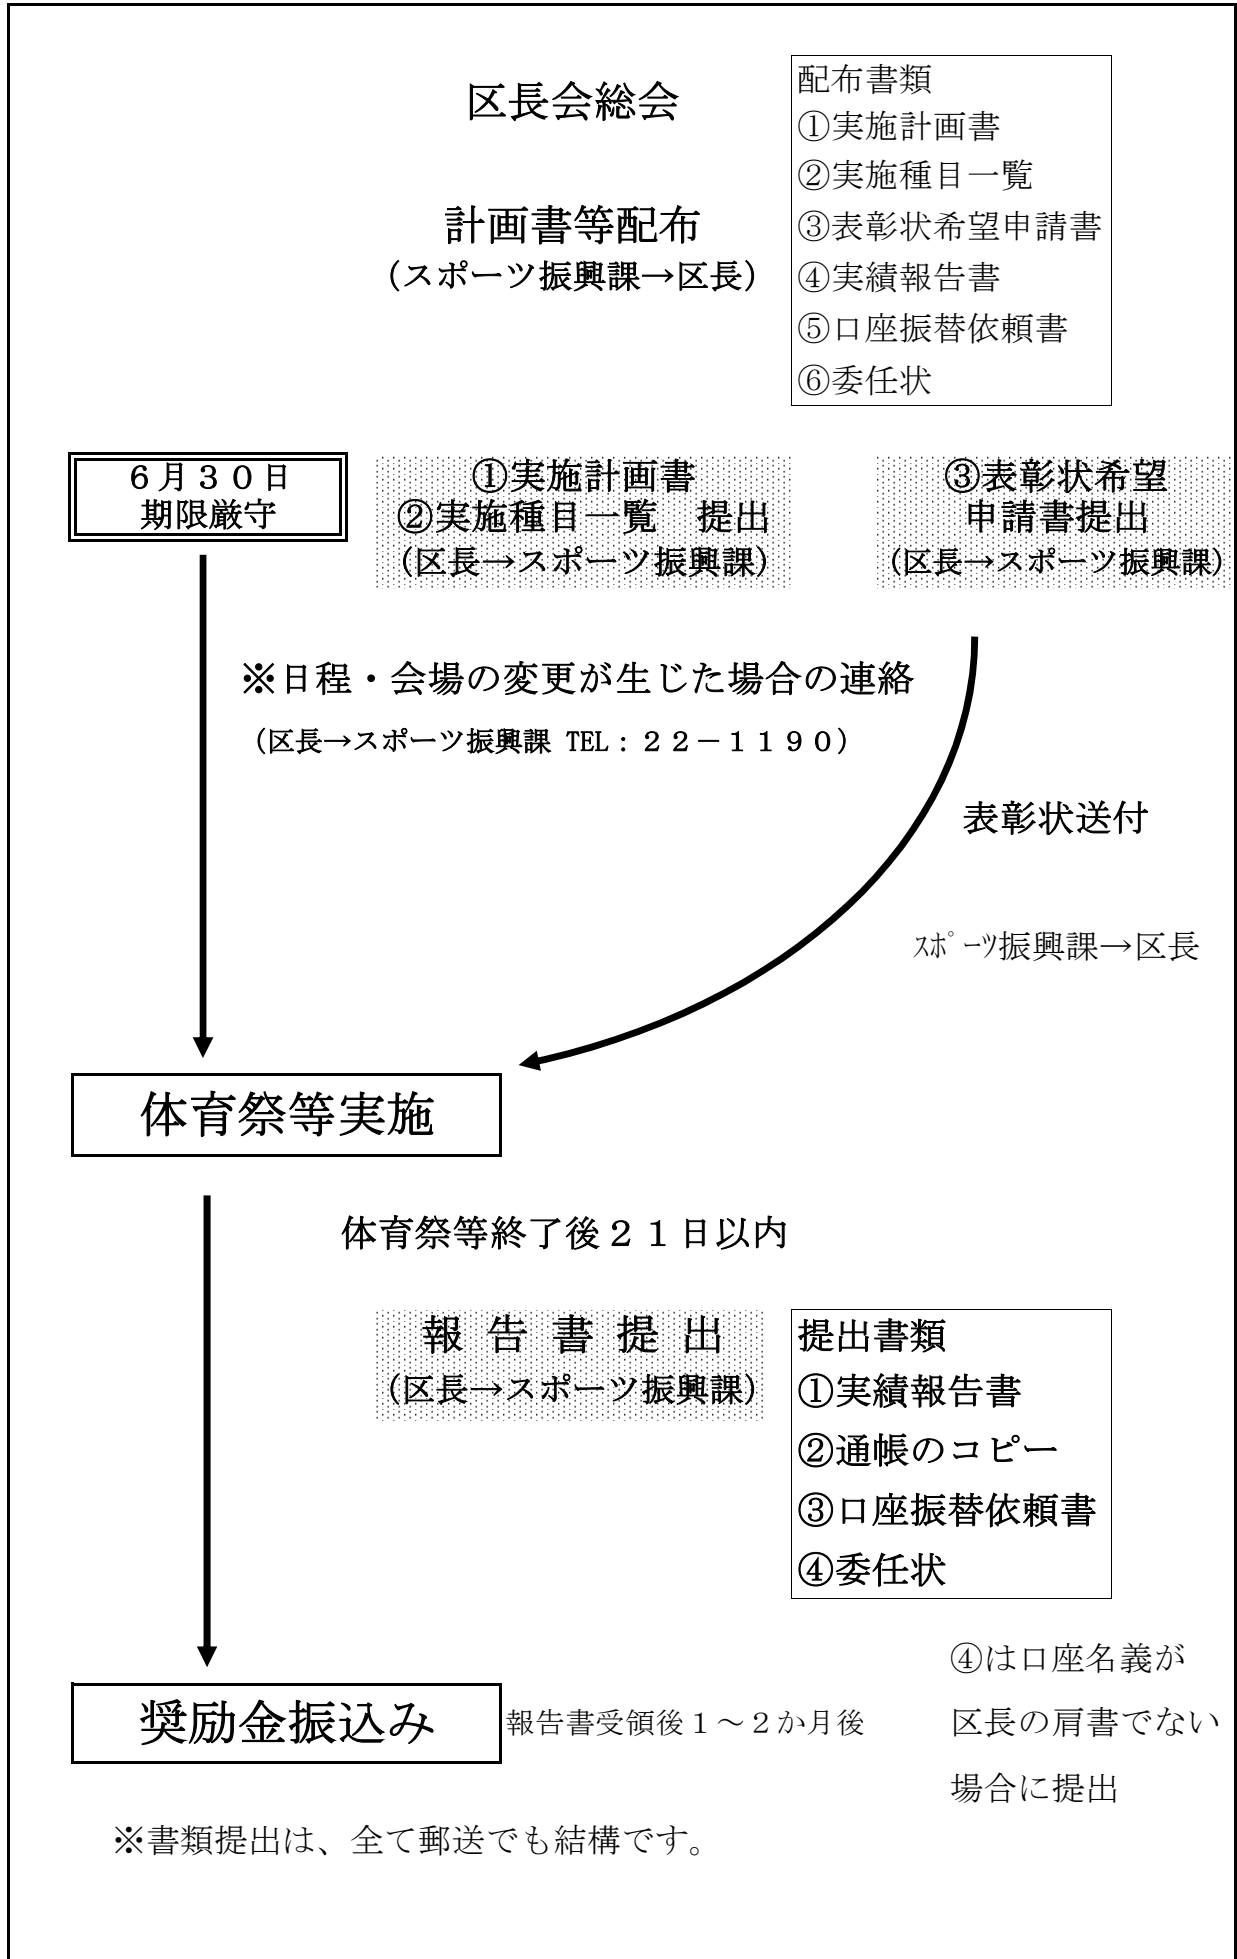 区長会総会
計画書等配布
（スポーツ振興課→区長）
配布書類
①実施計画書
②実施種目一覧
③表彰状希望申請書
④実績報告書
⑤口座振替依頼書
⑥委任状
６月３０日
期限厳守
①実施計画書
②実施種目一覧　提出
（区長→スポーツ振興課）
③表彰状希望
申請書提出
（区長→スポーツ振興課）
※日程・会場の変更が生じた場合の連絡
（区長→スポーツ振興課 TEL：２２－１１９０）
表彰状送付
ｽﾎﾟｰﾂ振興課→区長
体育祭等実施
体育祭等終了後２１日以内
報 告 書 提 出
（区長→スポーツ振興課）
提出書類
①実績報告書
②通帳のコピー
③口座振替依頼書
④委任状
④は口座名義が
区長の肩書でない
場合に提出
奨励金振込み
報告書受領後１～２か月後
※書類提出は、全て郵送でも結構です。